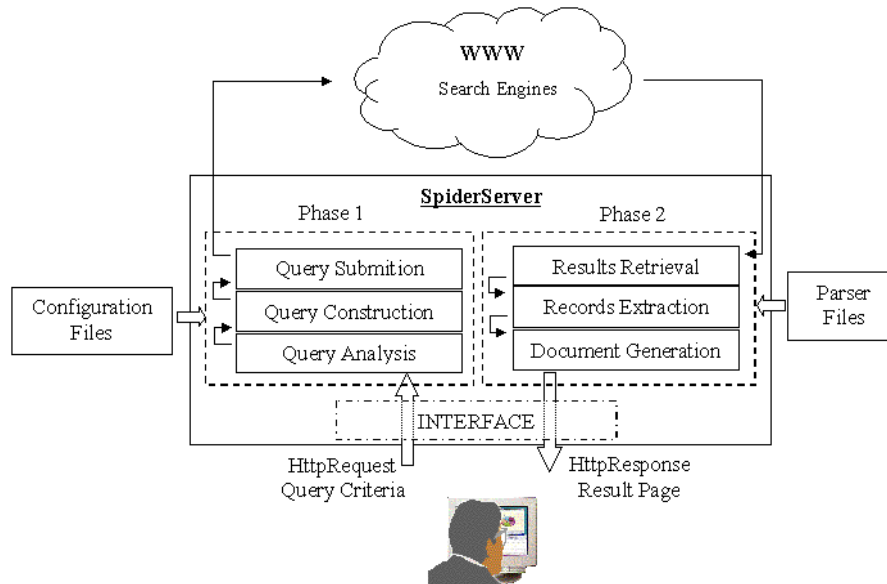 WWW
Search Engines
SpiderServer
Phase 1
Phase 2
Query Submition
Results Retrieval
Configuration
Files
Query Construction
Records Extraction
Parser
Files
Query Analysis
Document Generation
INTERFACE
HttpRequest
Query Criteria
HttpResponse
Result Page